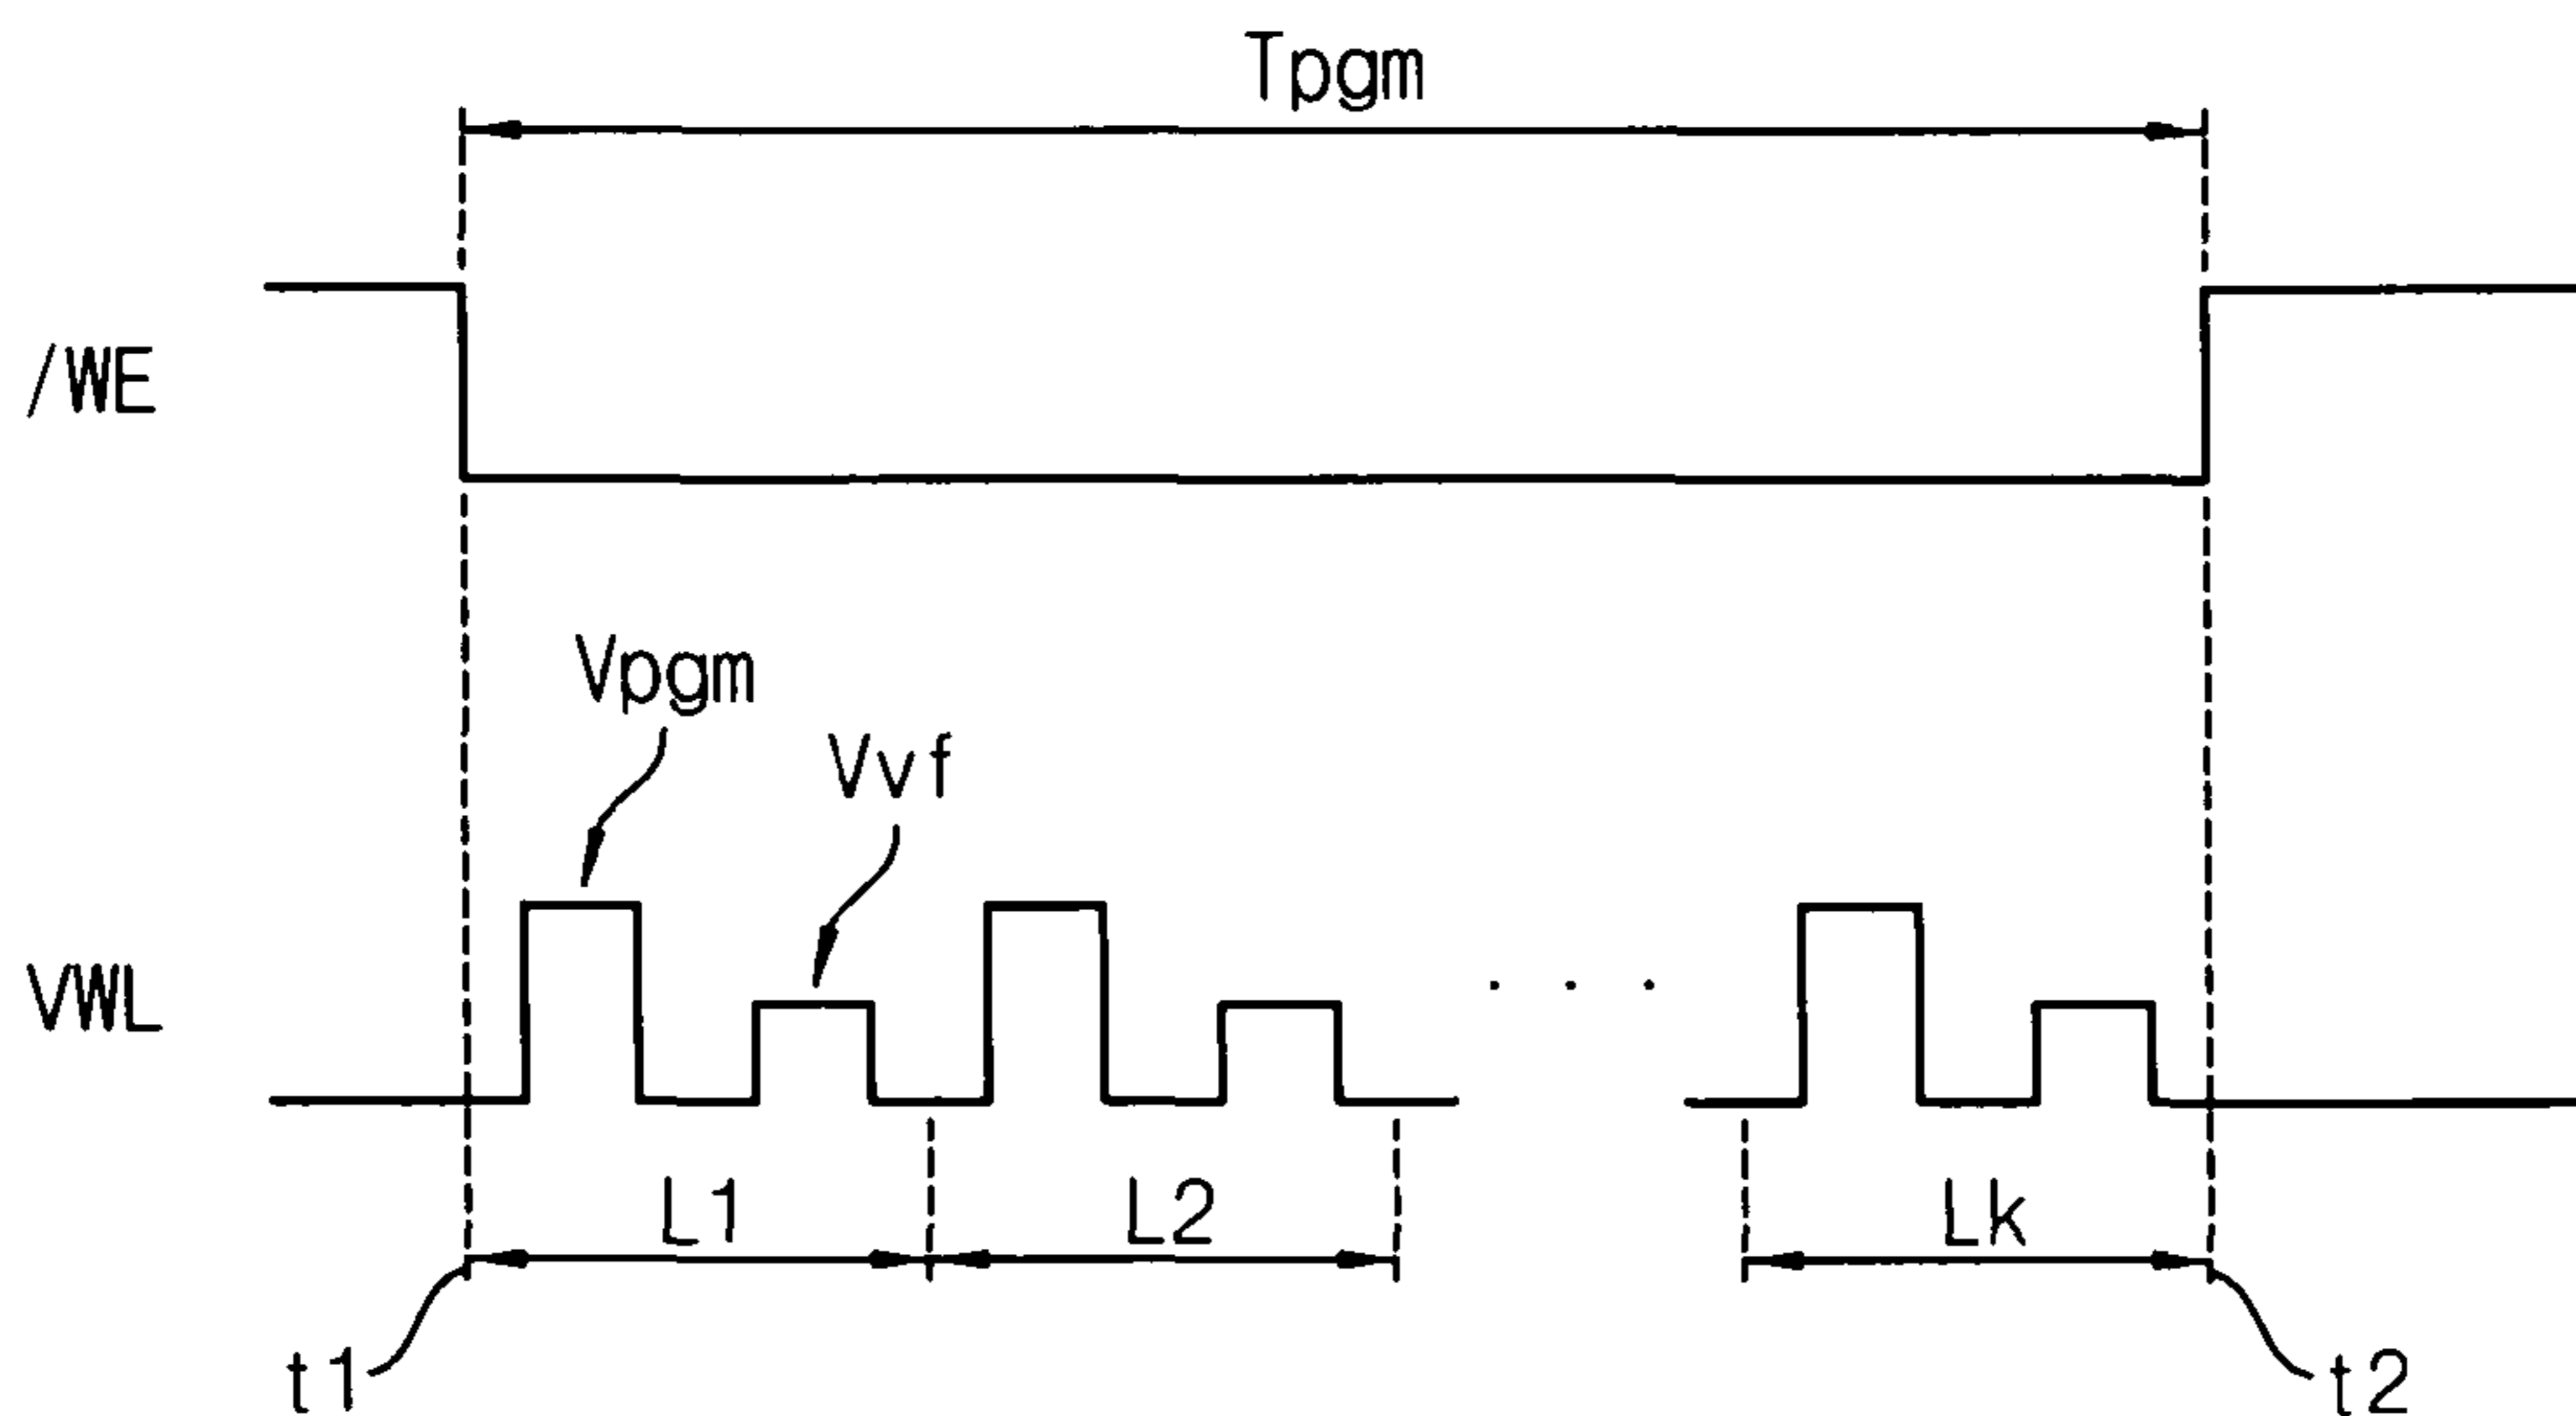 Tpgm
/WE
Vpgm
Vvf
VWL
. . .
L1 L2 Lk
t1 t2